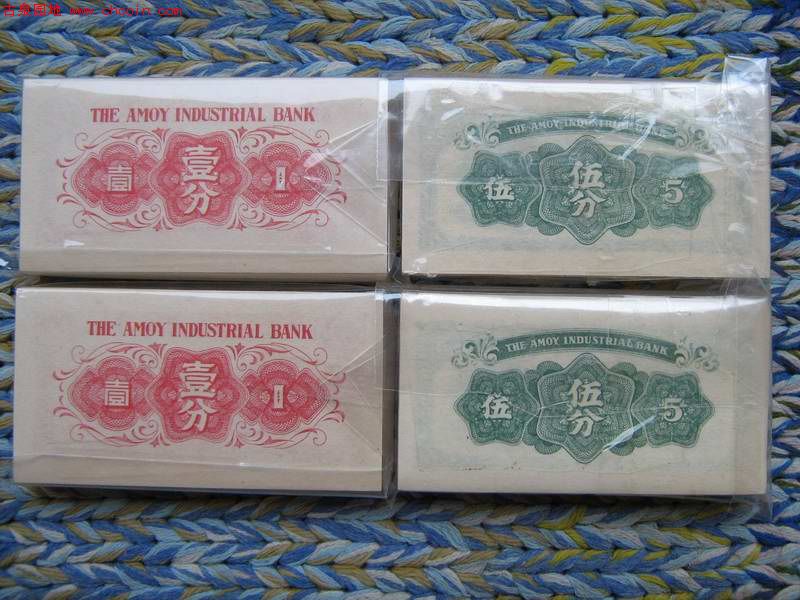 古泉园地 www.chcoin.com
THE AMOY INDUSTRIAL BANK
壹 壹分 1
THE AMOY INDUSTRIAL BANK
伍 伍分 5
THE AMOY INDUSTRIAL BANK
壹 壹分 1
THE AMOY INDUSTRIAL BANK
伍 伍分 5